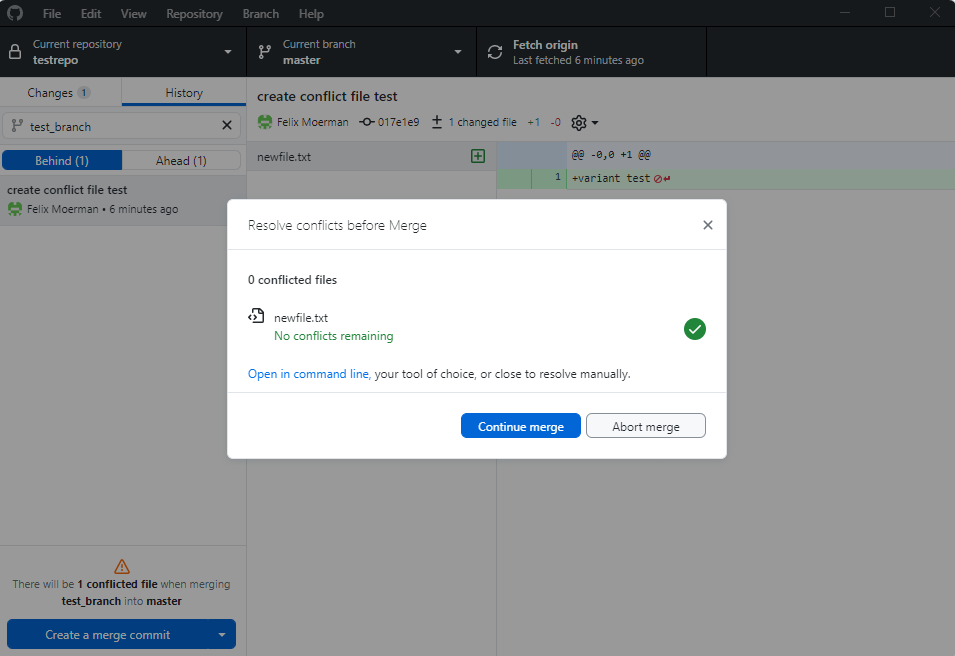 File Edit View Repository Branch Help
Current repository
testrepo
Current branch
master
Fetch origin
Last fetched 6 minutes ago
Changes 1 History
test_branch
Behind (1) Ahead (1)
create conflict file test
Felix Moerman • 6 minutes ago
create conflict file test
Felix Moerman 017e1e9 1 changed file +1 -0
newfile.txt
@@ -0,0 +1 @@
1 +variant test
Resolve conflicts before Merge
0 conflicted files
newfile.txt
No conflicts remaining
Open in command line, your tool of choice, or close to resolve manually.
Continue merge Abort merge
There will be 1 conflicted file when merging
test_branch into master
Create a merge commit